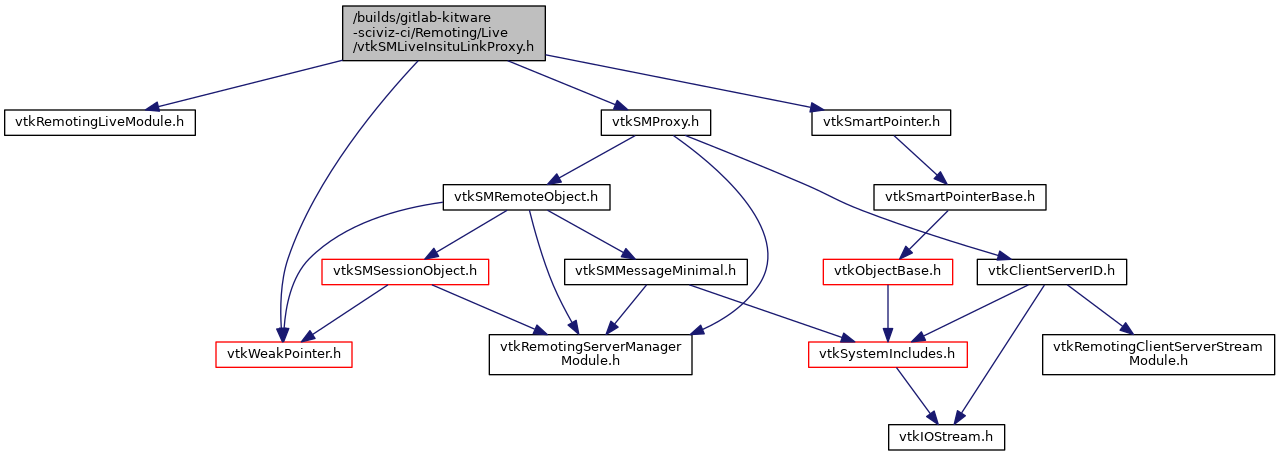 /builds/gitlab-kitware
-sciviz-ci/Remoting/Live
/vtkSMLiveInsituLinkProxy.h
vtkRemotingLiveModule.h
vtkSMProxy.h
vtkSmartPointer.h
vtkSMRemoteObject.h
vtkSmartPointerBase.h
vtkSMSessionObject.h
vtkSMMessageMinimal.h
vtkObjectBase.h
vtkClientServerID.h
vtkWeakPointer.h
vtkRemotingServerManager
Module.h
vtkSystemIncludes.h
vtkRemotingClientServerStream
Module.h
vtkIOStream.h